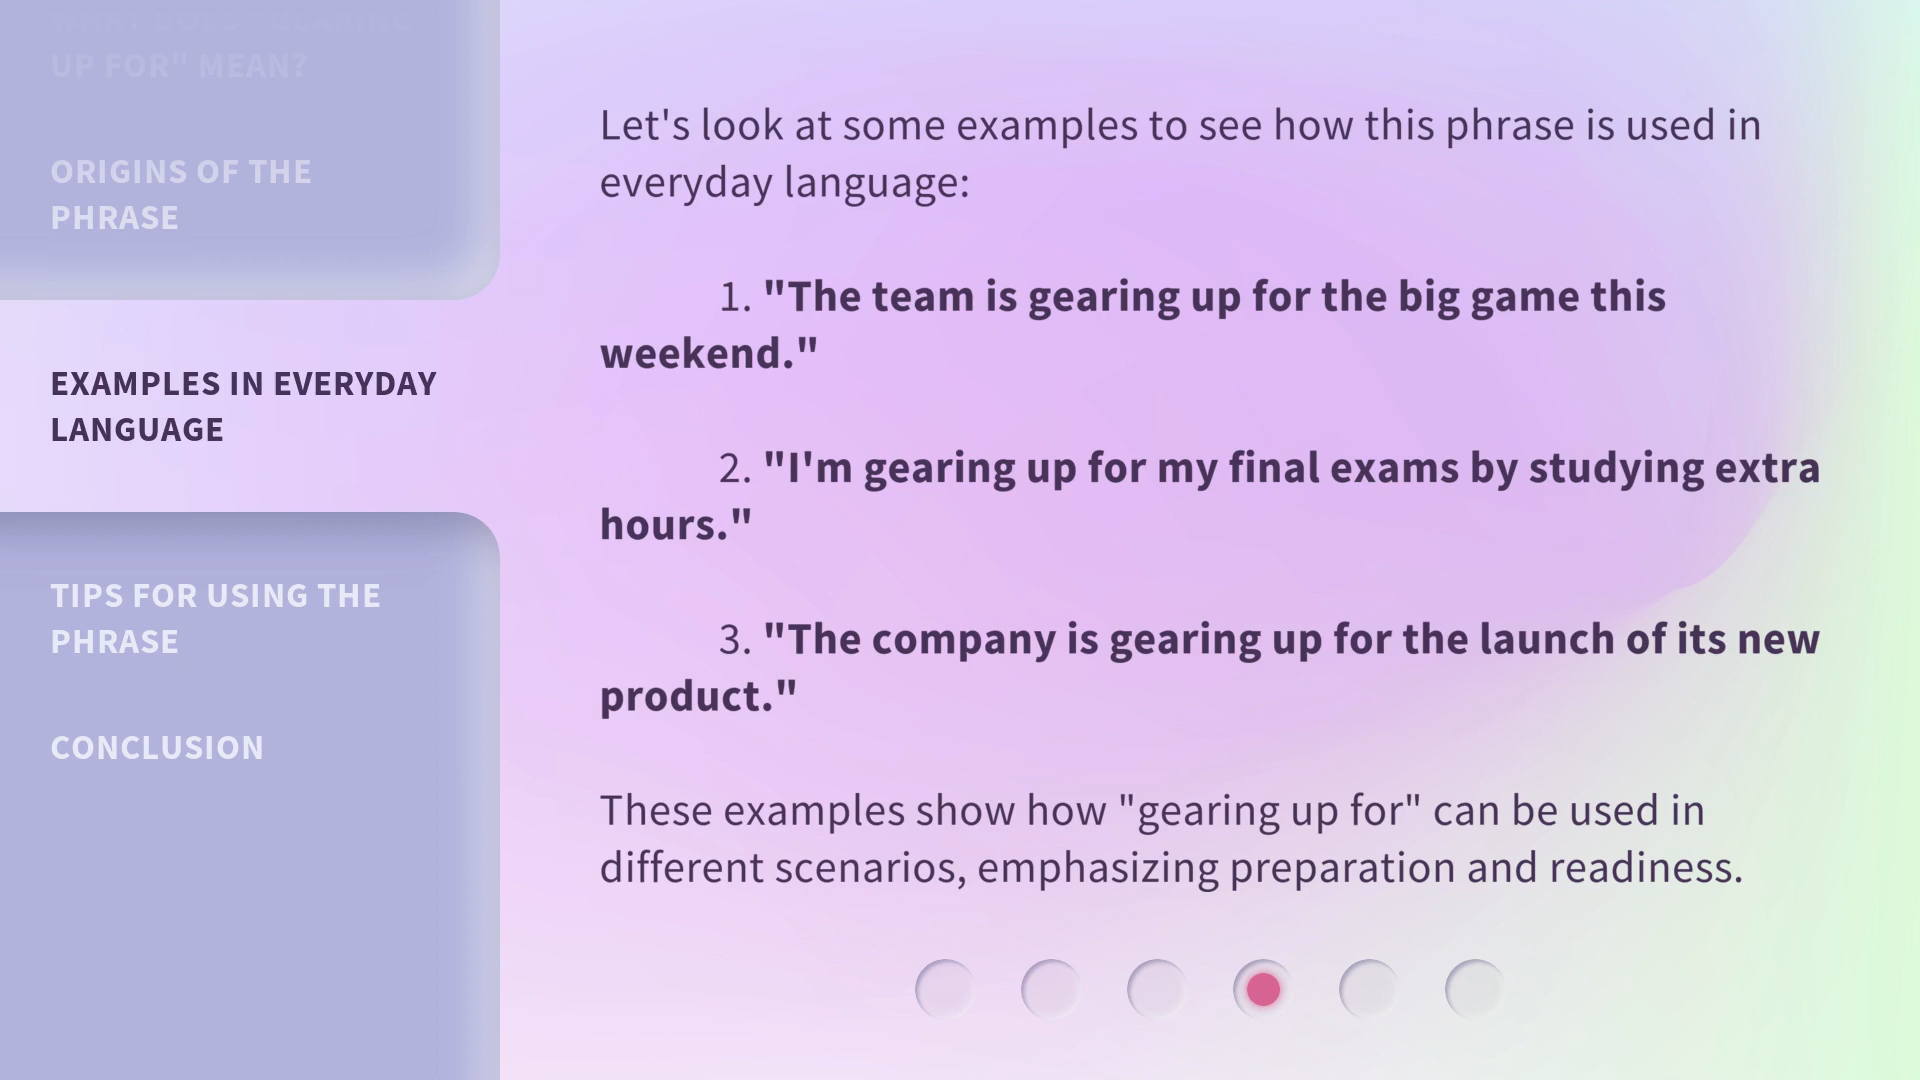 WHAT DOES "GEARING
UP FOR" MEAN?
ORIGINS OF THE
PHRASE
EXAMPLES IN EVERYDAY
LANGUAGE
TIPS FOR USING THE
PHRASE
CONCLUSION
Let's look at some examples to see how this phrase is used in
everyday language:
1. "The team is gearing up for the big game this
weekend."
2. "I'm gearing up for my final exams by studying extra
hours."
3. "The company is gearing up for the launch of its new
product."
These examples show how "gearing up for" can be used in
different scenarios, emphasizing preparation and readiness.